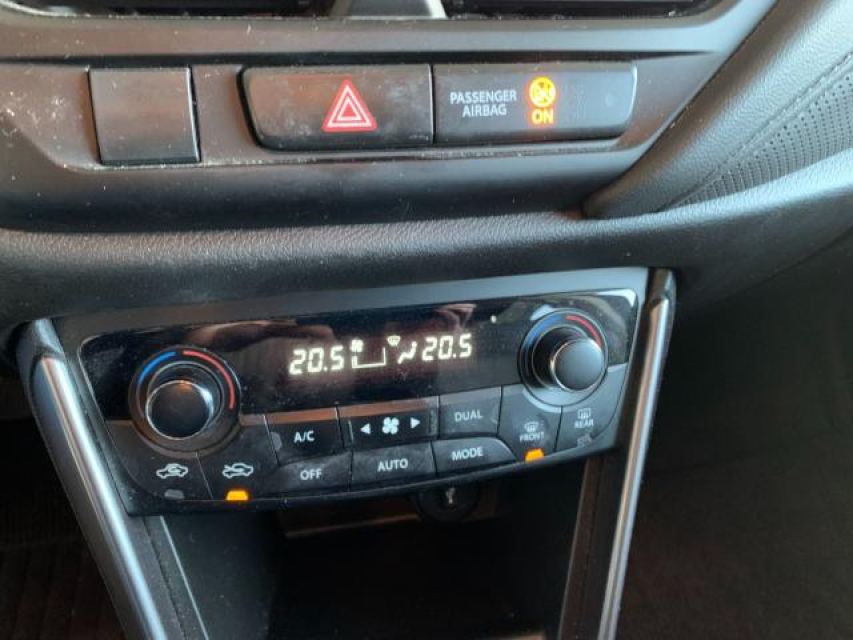 PASSENGER
AIRBAG
ON
20.5 20.5
A/C
DUAL
FRONT
REAR
OFF
AUTO
MODE